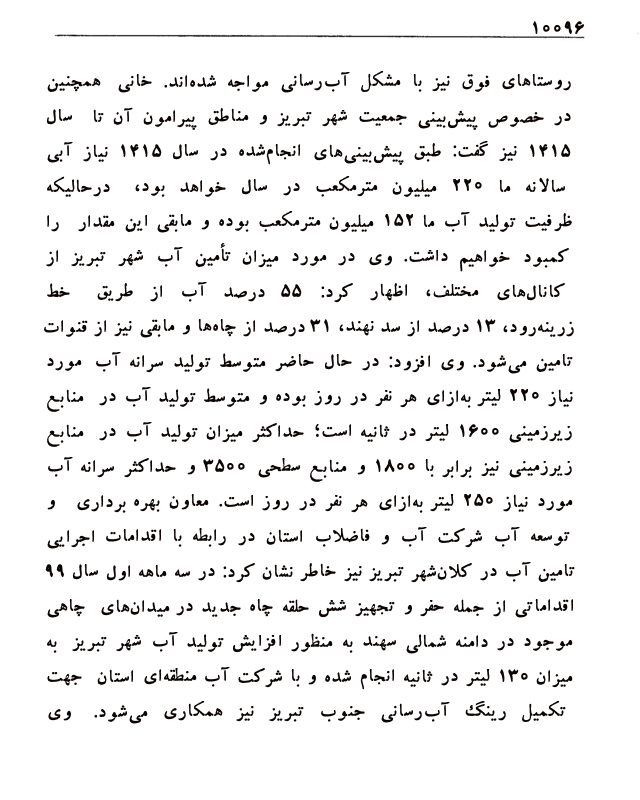 ۱۰۰۹۶
روستاهای فوق نیز با مشکل آب‌رسانی مواجه شده‌اند. خانی همچنین
در خصوص پیش‌بینی جمعیت شهر تبریز و مناطق پیرامون آن تا سال
۱۴۱۵ نیز گفت: طبق پیش‌بینی‌های انجام‌شده در سال ۱۴۱۵ نیاز آبی
سالانه ما ۲۲۰ میلیون مترمکعب در سال خواهد بود، درحالیکه
ظرفیت تولید آب ما ۱۵۲ میلیون مترمکعب بوده و مابقی این مقدار را
کمبود خواهیم داشت. وی در مورد میزان تأمین آب شهر تبریز از
کانال‌های مختلف، اظهار کرد: ۵۵ درصد آب از طریق خط
زرینه‌رود، ۱۳ درصد از سد نهند، ۳۱ درصد از چاه‌ها و مابقی نیز از قنوات
تامین می‌شود. وی افزود: در حال حاضر متوسط تولید سرانه آب مورد
نیاز ۲۲۰ لیتر به‌ازای هر نفر در روز بوده و متوسط تولید آب در منابع
زیرزمینی ۱۶۰۰ لیتر در ثانیه است؛ حداکثر میزان تولید آب در منابع
زیرزمینی نیز برابر با ۱۸۰۰ و منابع سطحی ۳۵۰۰ و حداکثر سرانه آب
مورد نیاز ۲۵۰ لیتر به‌ازای هر نفر در روز است. معاون بهره برداری و
توسعه آب شرکت آب و فاضلاب استان در رابطه با اقدامات اجرایی
تامین آب در کلان‌شهر تبریز نیز خاطر نشان کرد: در سه ماهه اول سال ۹۹
اقداماتی از جمله حفر و تجهیز شش حلقه چاه جدید در میدان‌های چاهی
موجود در دامنه شمالی سهند به منظور افزایش تولید آب شهر تبریز به
میزان ۱۳۰ لیتر در ثانیه انجام شده و با شرکت آب منطقه‌ای استان جهت
تکمیل رینگ آب‌رسانی جنوب تبریز نیز همکاری می‌شود. وی